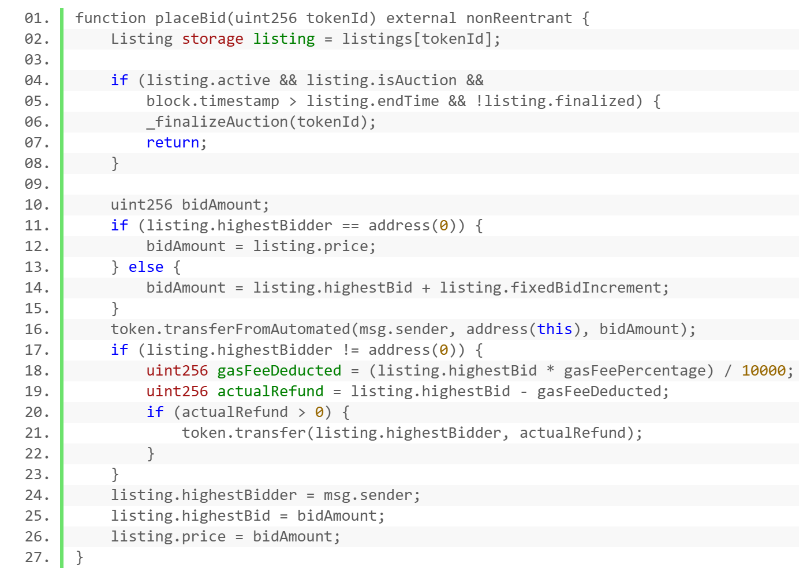 01. function placeBid(uint256 tokenId) external nonReentrant {
02.     Listing storage listing = listings[tokenId];
03.
04.     if (listing.active && listing.isAuction &&
05.         block.timestamp > listing.endTime && !listing.finalized) {
06.         _finalizeAuction(tokenId);
07.         return;
08.     }
09.
10.     uint256 bidAmount;
11.     if (listing.highestBidder == address(0)) {
12.         bidAmount = listing.price;
13.     } else {
14.         bidAmount = listing.highestBid + listing.fixedBidIncrement;
15.     }
16.     token.transferFromAutomated(msg.sender, address(this), bidAmount);
17.     if (listing.highestBidder != address(0)) {
18.         uint256 gasFeeDeducted = (listing.highestBid * gasFeePercentage) / 10000;
19.         uint256 actualRefund = listing.highestBid - gasFeeDeducted;
20.         if (actualRefund > 0) {
21.             token.transfer(listing.highestBidder, actualRefund);
22.         }
23.     }
24.     listing.highestBidder = msg.sender;
25.     listing.highestBid = bidAmount;
26.     listing.price = bidAmount;
27. }